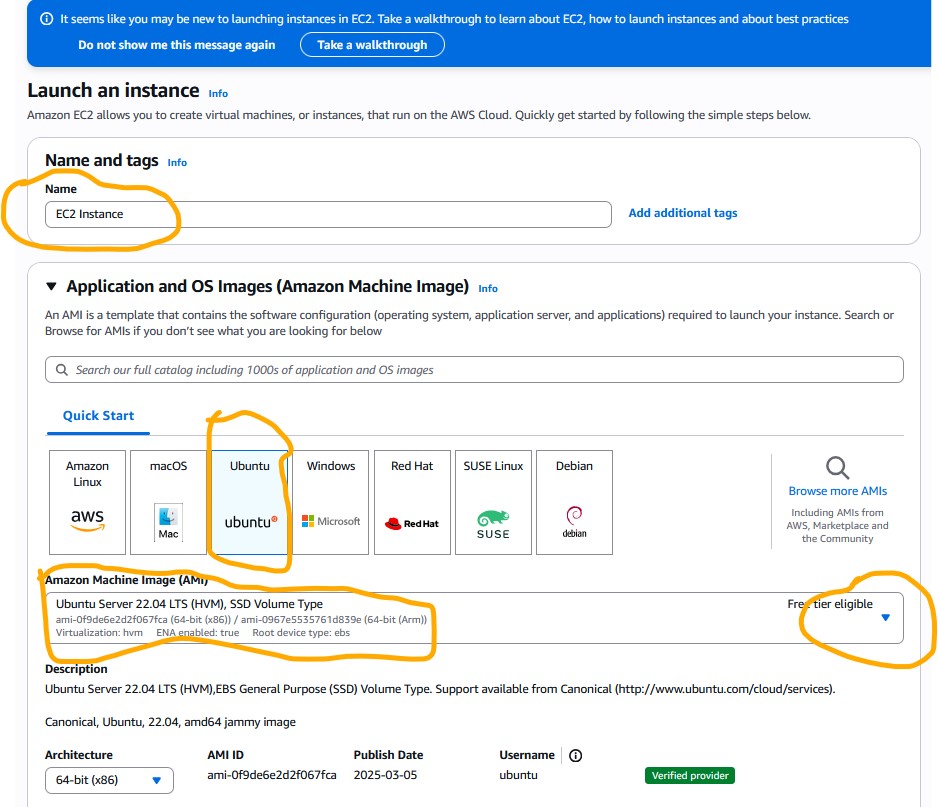 It seems like you may be new to launching instances in EC2. Take a walkthrough to learn about EC2, how to launch instances and about best practices
Do not show me this message again
Take a walkthrough
Launch an instance Info
Amazon EC2 allows you to create virtual machines, or instances, that run on the AWS Cloud. Quickly get started by following the simple steps below.
Name and tags Info
Name
EC2 Instance
Add additional tags
Application and OS Images (Amazon Machine Image) Info
An AMI is a template that contains the software configuration (operating system, application server, and applications) required to launch your instance. Search or
Browse for AMIs if you don't see what you are looking for below
Search our full catalog including 1000s of application and OS images
Quick Start
Amazon
Linux
aws
macOS
Mac
Ubuntu
ubuntu
Windows
Microsoft
Red Hat
Red Hat
SUSE Linux
SUSE
Debian
debian
Browse more AMIs
Including AMIs from
AWS, Marketplace and
the Community
Amazon Machine Image (AMI)
Ubuntu Server 22.04 LTS (HVM), SSD Volume Type
Free tier eligible
ami-0f9de6e2d2f067fca (64-bit (x86)) / ami-0967e5535761d839e (64-bit (Arm))
Virtualization: hvm ENA enabled: true Root device type: ebs
Description
Ubuntu Server 22.04 LTS (HVM),EBS General Purpose (SSD) Volume Type. Support available from Canonical (http://www.ubuntu.com/cloud/services).
Canonical, Ubuntu, 22.04, amd64 jammy image
Architecture
64-bit (x86)
AMI ID
ami-0f9de6e2d2f067fca
Publish Date
2025-03-05
Username
ubuntu
Verified provider